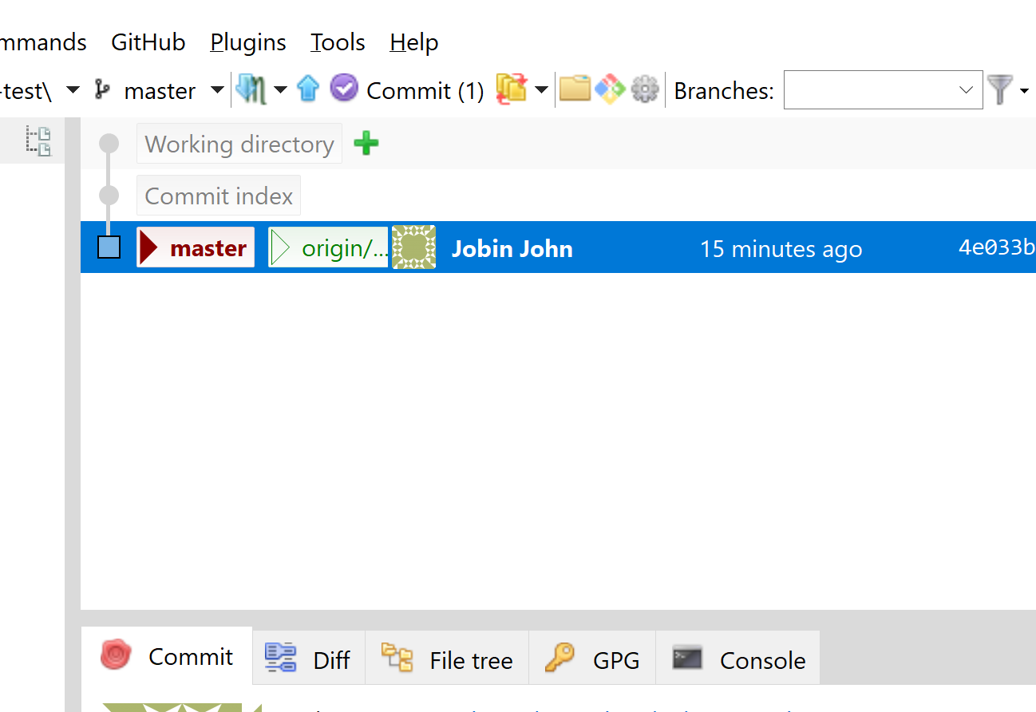 mmands GitHub Plugins Tools Help
-test\ master Commit (1) Branches:
Working directory
Commit index
master origin/... Jobin John 15 minutes ago 4e033b
Commit Diff File tree GPG Console